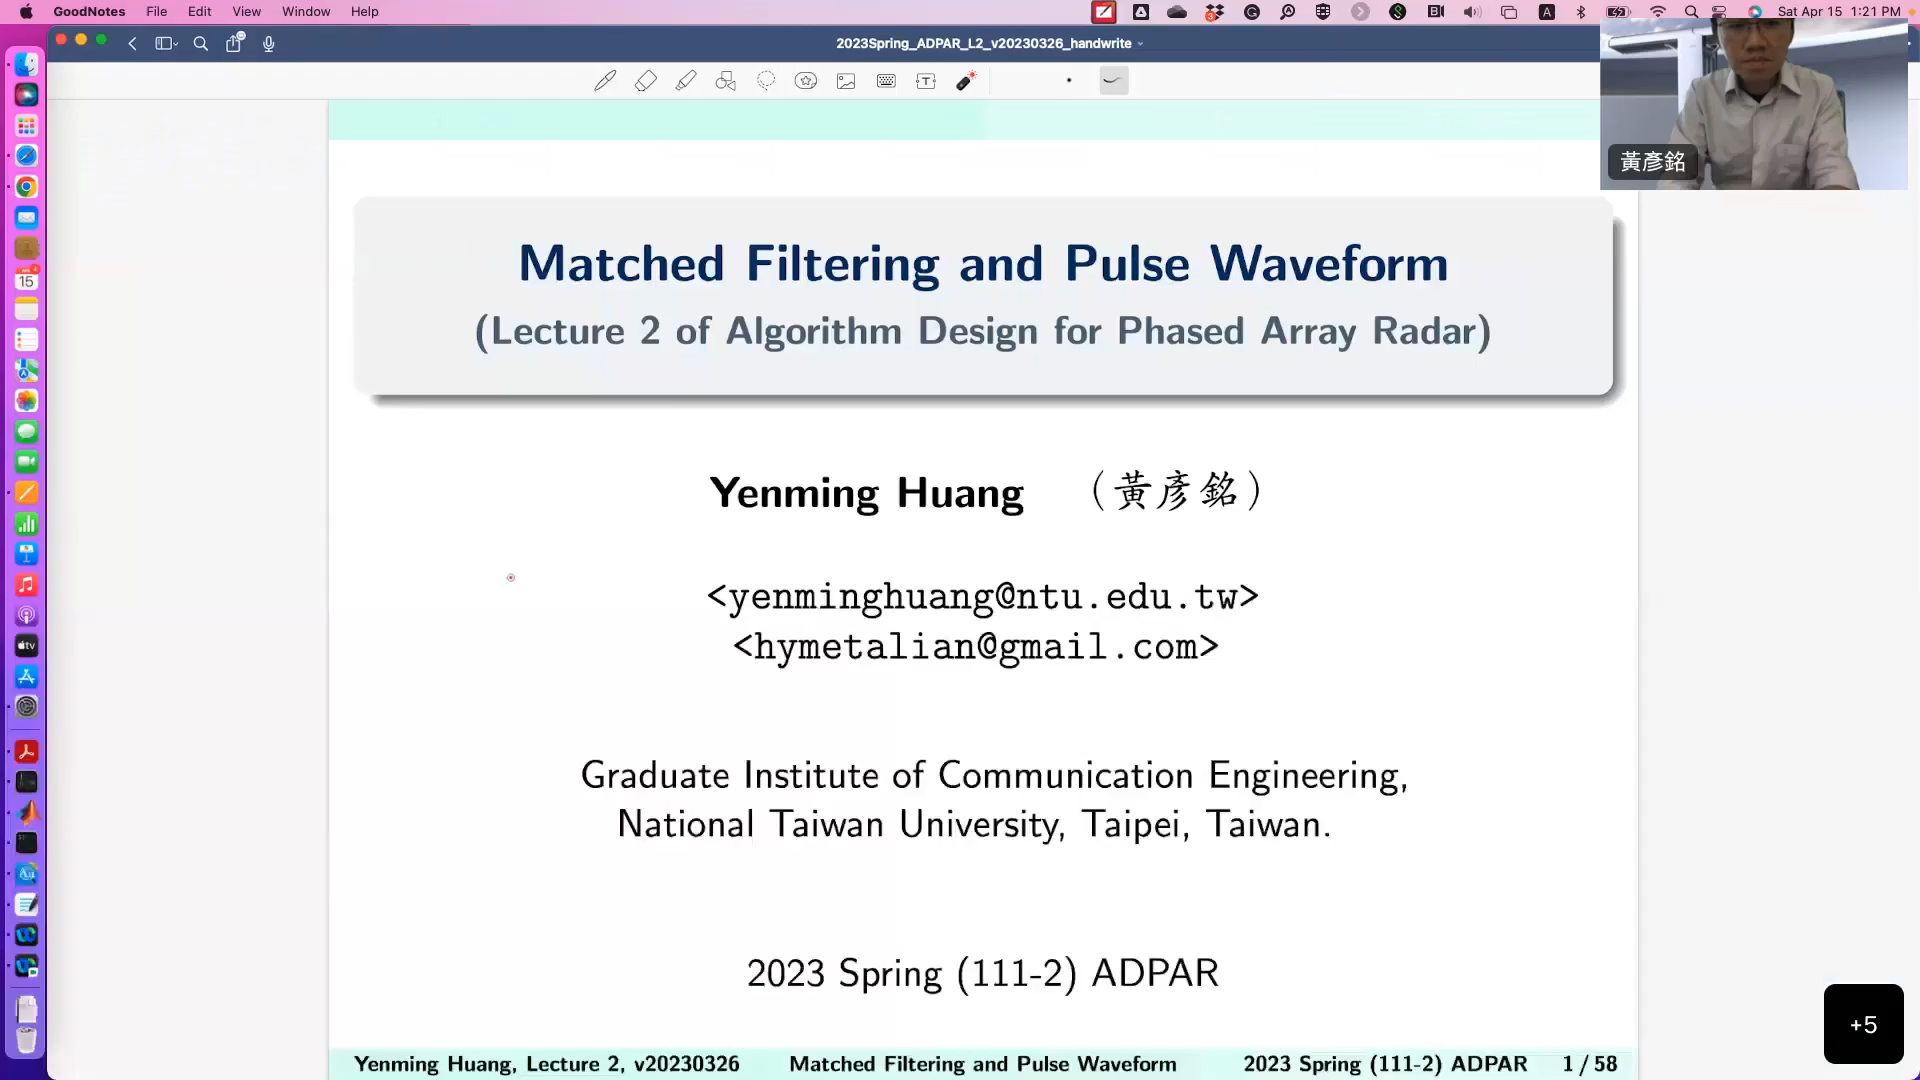 GoodNotes File Edit View Window Help Sat Apr 15 1:21 PM
2023Spring_ADPAR_L2_v20230326_handwrite
黃彥銘
Matched Filtering and Pulse Waveform
(Lecture 2 of Algorithm Design for Phased Array Radar)
Yenming Huang （黃彥銘）
<yenminghuang@ntu.edu.tw>
<hymetalian@gmail.com>
Graduate Institute of Communication Engineering,
National Taiwan University, Taipei, Taiwan.
2023 Spring (111-2) ADPAR
+5
Yenming Huang, Lecture 2, v20230326 Matched Filtering and Pulse Waveform 2023 Spring (111-2) ADPAR 1 / 58